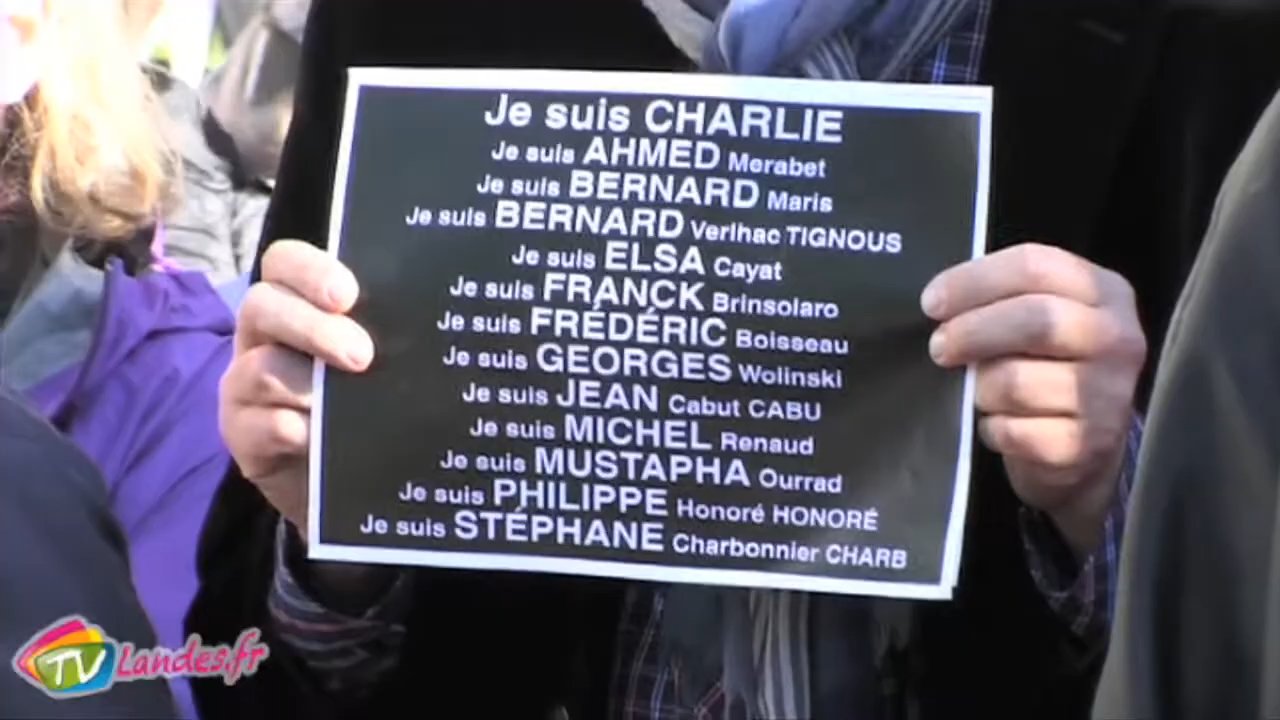 Je suis CHARLIE
Je suis AHMED Merabet
Je suis BERNARD Maris
Je suis BERNARD Verlhac TIGNOUS
Je suis ELSA Cayat
Je suis FRANCK Brinsolaro
Je suis FRÉDÉRIC Boisseau
Je suis GEORGES Wolinski
Je suis JEAN Cabut CABU
Je suis MICHEL Renaud
Je suis MUSTAPHA Ourrad
Je suis PHILIPPE Honoré HONORÉ
Je suis STÉPHANE Charbonnier CHARB
TV Landes.fr